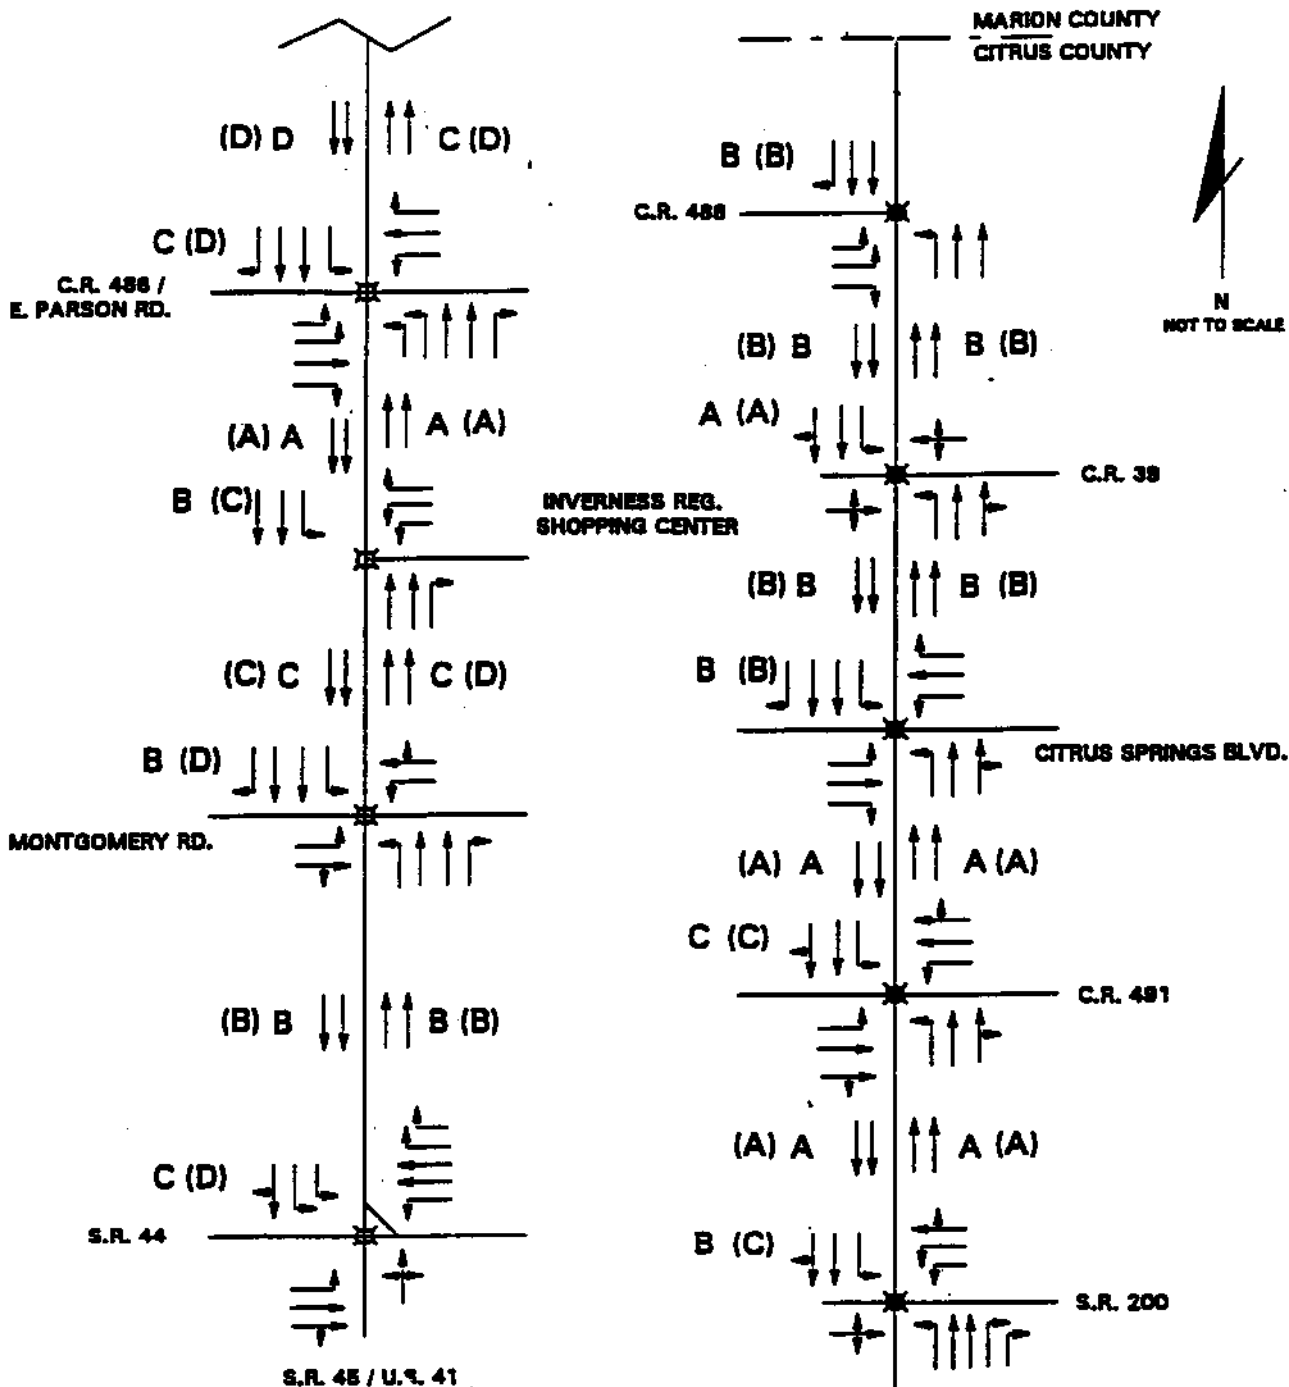 MARION COUNTY
CITRUS COUNTY
(D) D
C (D)
C (D)
C.R. 486 /
E. PARSON RD.
(A) A
A (A)
B (C)
INVERNESS REG.
SHOPPING CENTER
(C) C
C (D)
B (D)
MONTGOMERY RD.
(B) B
B (B)
C (D)
S.R. 44
S.R. 45 / U.S. 41
B (B)
C.R. 488
N
NOT TO SCALE
(B) B
B (B)
A (A)
C.R. 39
(B) B
B (B)
B (B)
CITRUS SPRINGS BLVD.
(A) A
A (A)
C (C)
C.R. 491
(A) A
A (A)
B (C)
S.R. 200